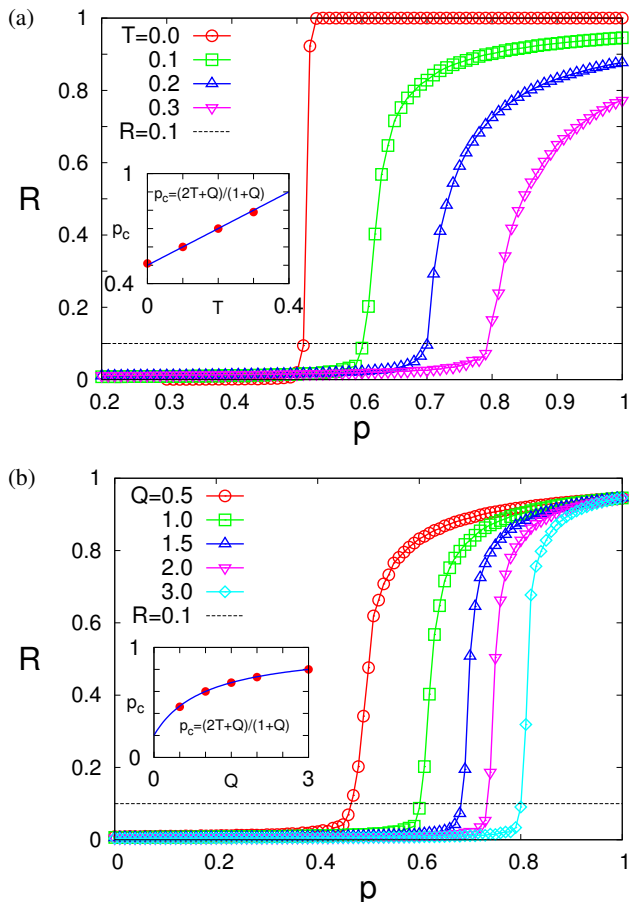 (a)
1
0.8
0.6
0.4
0.2
0
R
T=0.0
0.1
0.2
0.3
R=0.1
1
p_c
0.4
p_c=(2T+Q)/(1+Q)
0 T 0.4
0.2 0.3 0.4 0.5 0.6 0.7 0.8 0.9 1
p
(b)
1
0.8
0.6
0.4
0.2
0
R
Q=0.5
1.0
1.5
2.0
3.0
R=0.1
1
p_c
0
p_c=(2T+Q)/(1+Q)
0 Q 3
0 0.2 0.4 0.6 0.8 1
p